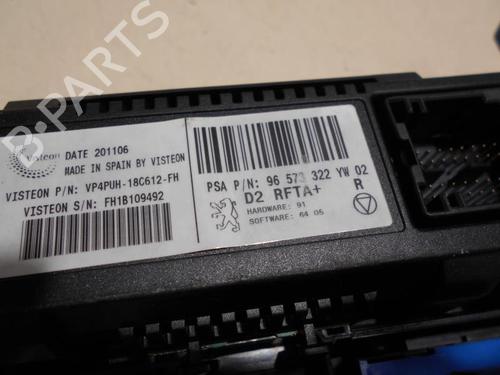 Visteon DATE 201106
MADE IN SPAIN BY VISTEON
VISTEON P/N: VP4PUH-18C612-FH
VISTEON S/N: FH1B109492
PSA P/N: 96 573 322 YW 02
D2 RFTA+ R
HARDWARE: 91
SOFTWARE: 64 05
B-PARTS